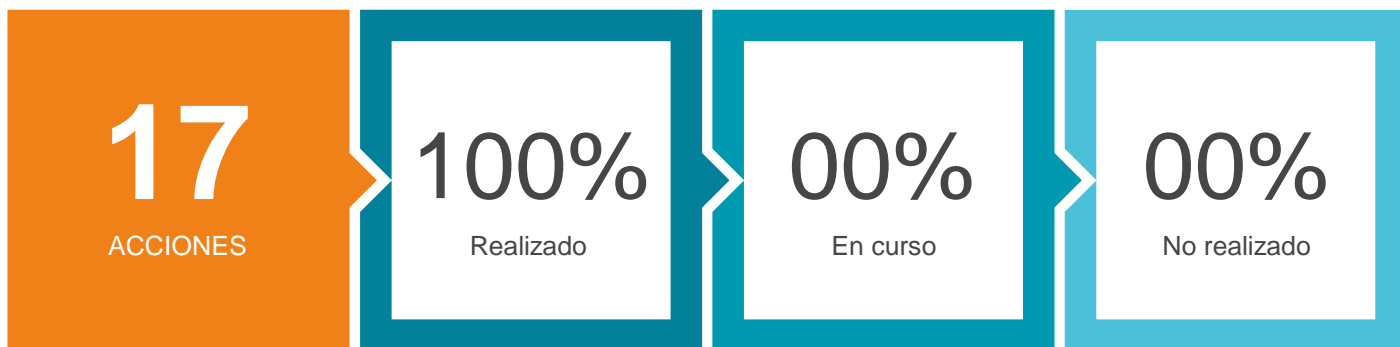 17
ACCIONES
100%
Realizado
00%
En curso
00%
No realizado